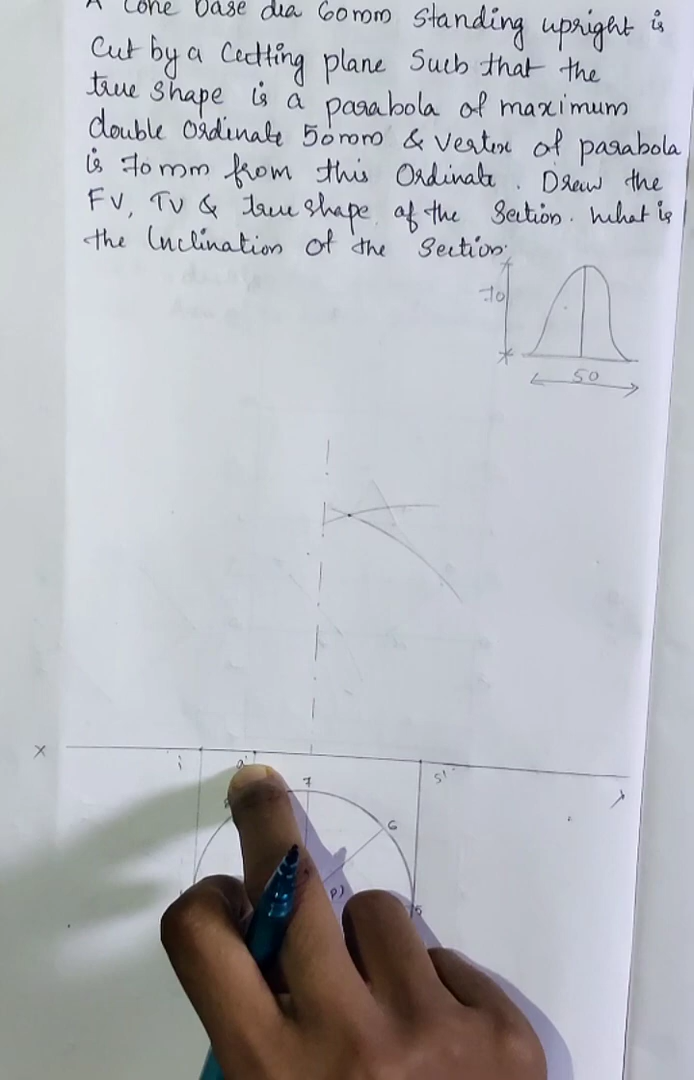 A Cone base dia 60mm standing upright is
cut by a Cutting plane Such that the
true shape is a parabola of maximum
double Ordinate 50mm & vertex of parabola
is 70mm from this Ordinate. Draw the
FV, TV & true shape of the Section. What is
the Inclination of the Section.
70
50
X
1'
a'
5'
Y
7
6
P)
5